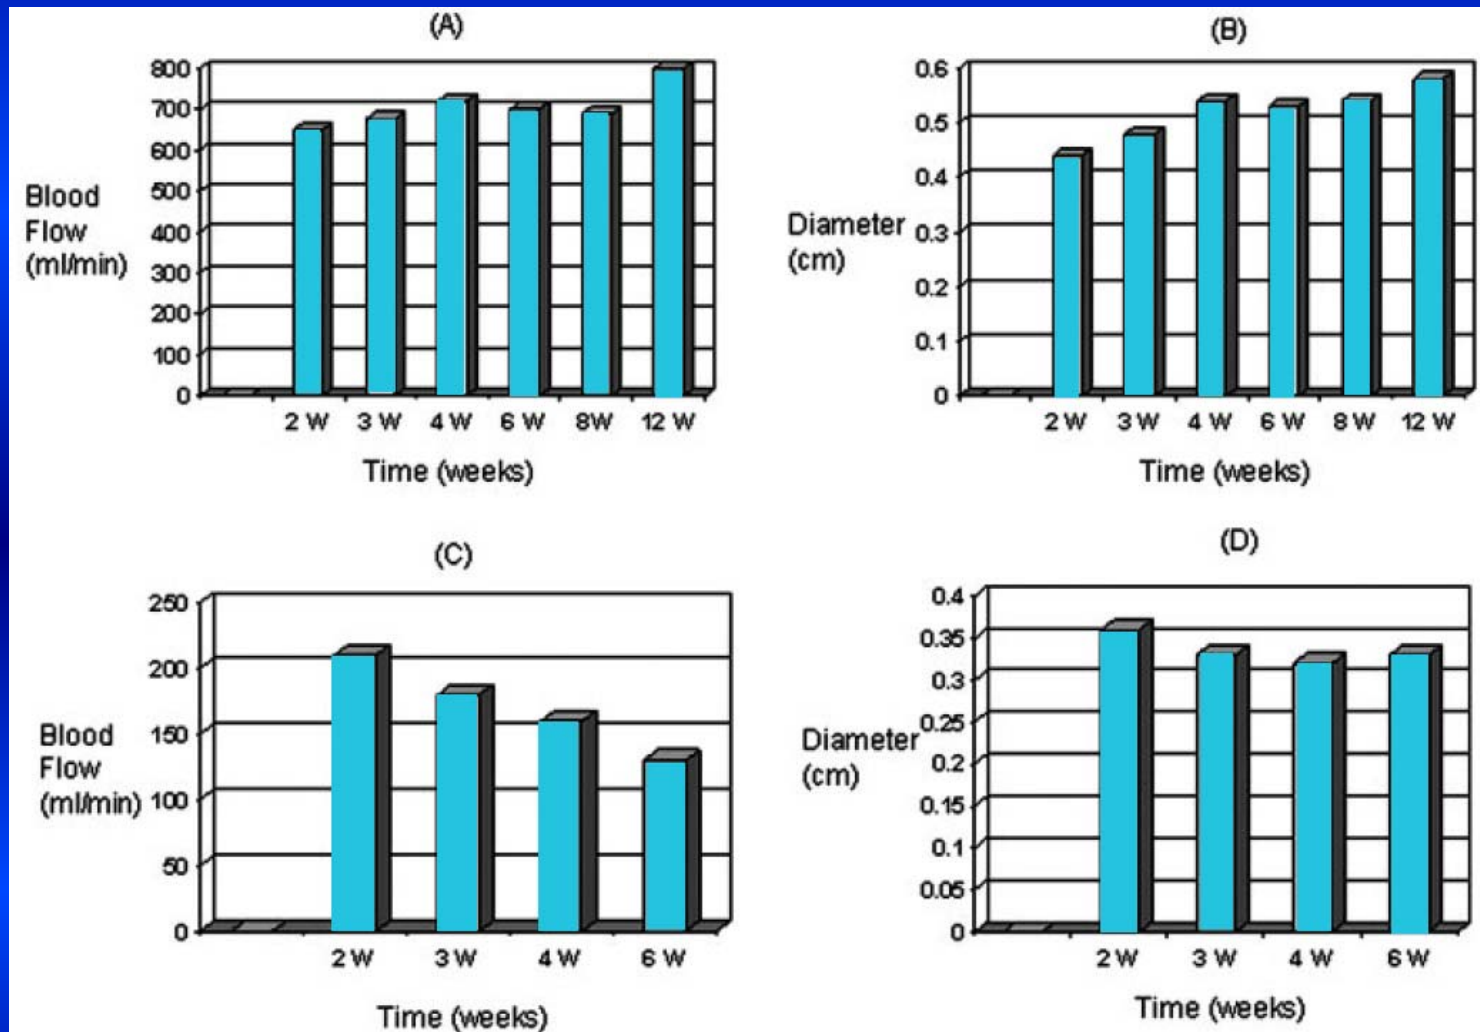 (A)
800
700
600
500
400
300
200
100
0
Blood
Flow
(ml/min)
2 W 3 W 4 W 6 W 8W 12 W
Time (weeks)
(B)
0.6
0.5
0.4
0.3
0.2
0.1
0
Diameter
(cm)
2 W 3 W 4 W 6 W 8 W 12 W
Time (weeks)
(C)
250
200
150
100
50
0
Blood
Flow
(ml/min)
2 W 3 W 4 W 6 W
Time (weeks)
(D)
0.4
0.35
0.3
0.25
0.2
0.15
0.1
0.05
0
Diameter
(cm)
2 W 3 W 4 W 6 W
Time (weeks)